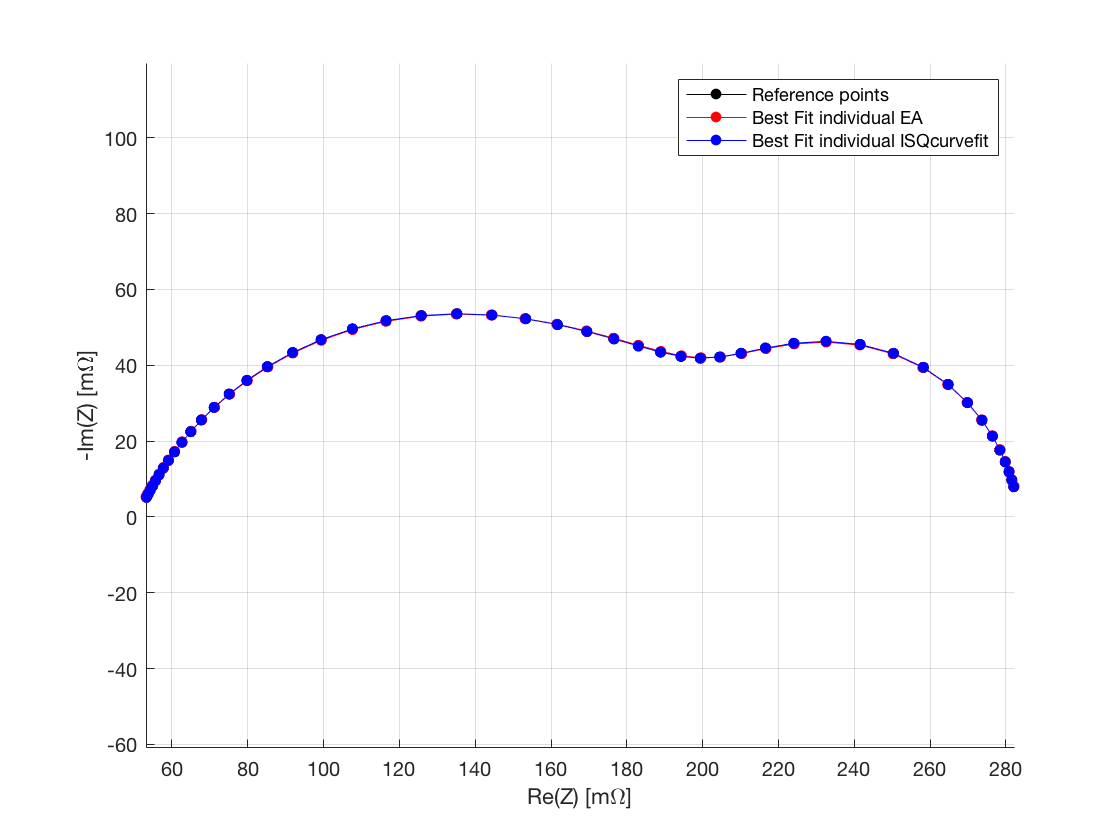 Reference points
Best Fit individual EA
Best Fit individual ISQcurvefit
100
80
60
40
20
0
-20
-40
-60
-Im(Z) [mΩ]
60 80 100 120 140 160 180 200 220 240 260 280
Re(Z) [mΩ]